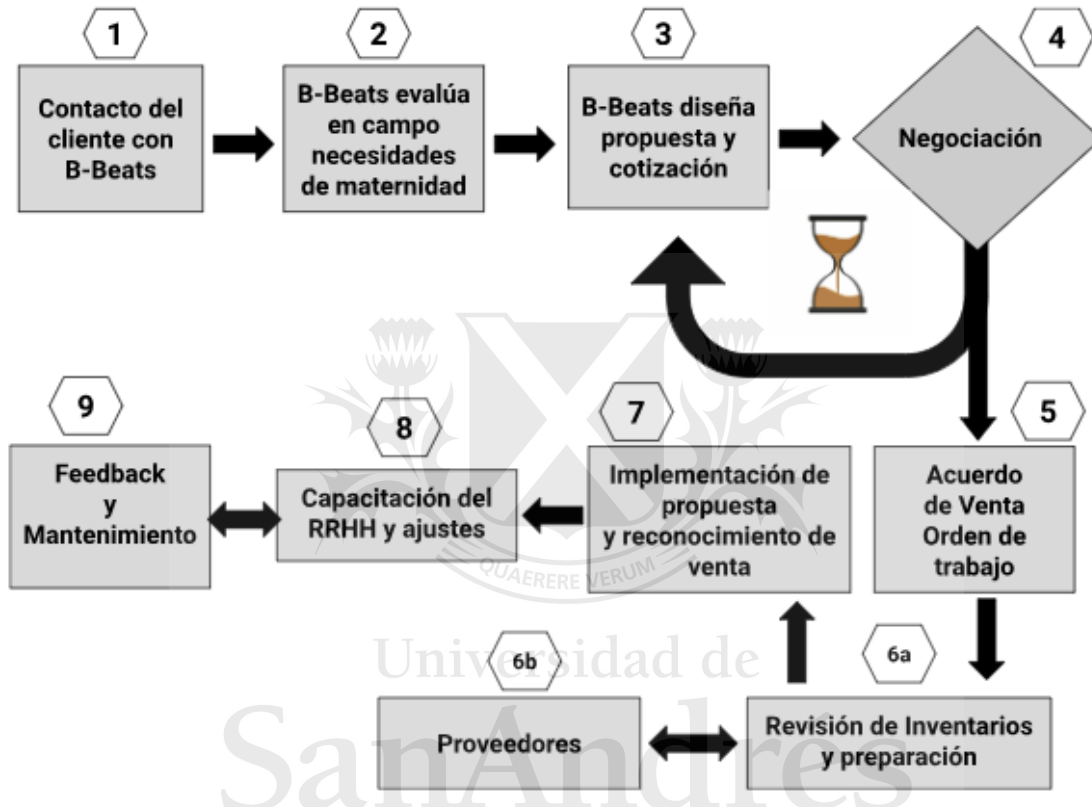 1
Contacto del
cliente con
B-Beats
2
B-Beats evalúa
en campo
necesidades
de maternidad
3
B-Beats diseña
propuesta y
cotización
4
Negociación
5
Acuerdo
de Venta
Orden de
trabajo
6a
Revisión de Inventarios
y preparación
6b
Proveedores
7
Implementación de
propuesta
y reconocimiento de
venta
8
Capacitación del
RRHH y ajustes
9
Feedback
y
Mantenimiento
QUAERERE VERUM
Universidad de
SanAndrés